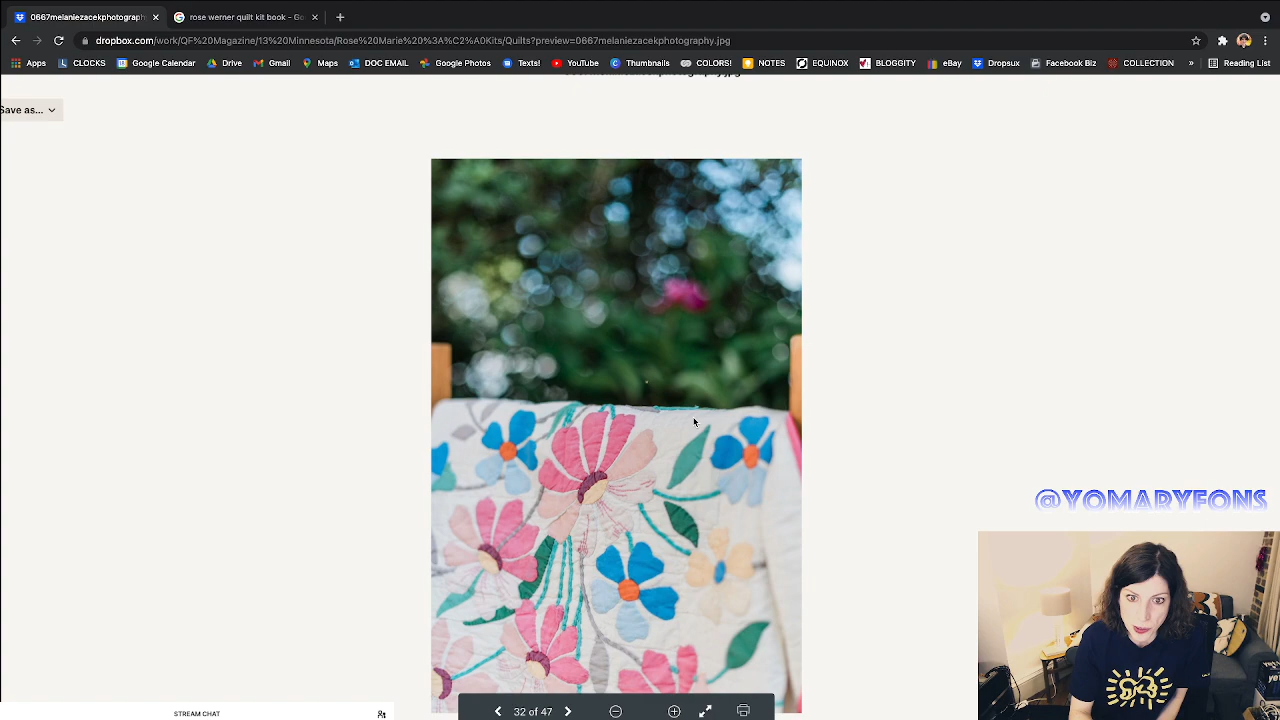 0667melaniezacekphotograph
rose werner quilt kit book - Go
dropbox.com/work/QF%20Magazine/13%20Minnesota/Rose%20Marie%20%3A%C2%A0Kits/Quilts?preview=0667melaniezacekphotography.jpg
Apps CLOCKS Google Calendar Drive Gmail Maps DOC EMAIL Google Photos Texts! YouTube Thumbnails COLORS! NOTES EQUINOX BLOGGITY eBay Dropsux Facebook Biz COLLECTION » Reading List
Save as...
@YOMARYFONS
32 of 47
STREAM CHAT